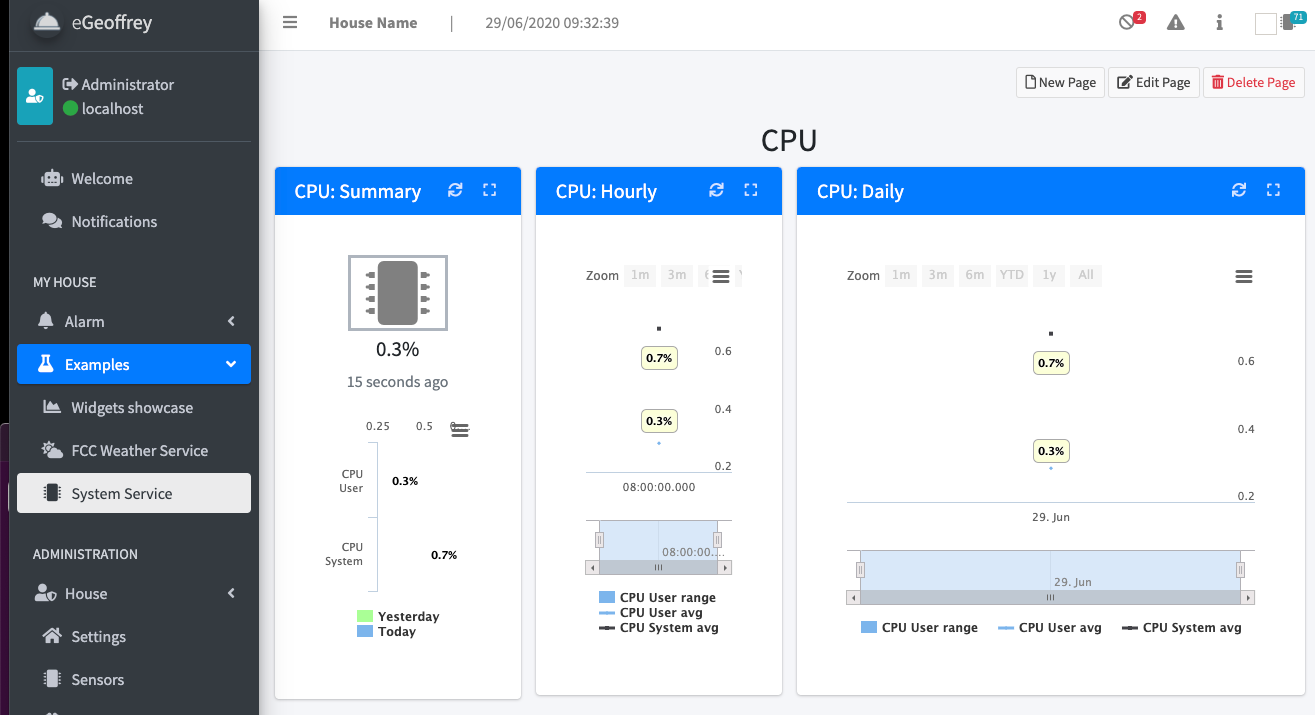 eGeoffrey
House Name | 29/06/2020 09:32:39
2
71
Administrator
localhost
New Page
Edit Page
Delete Page
Welcome
Notifications
MY HOUSE
Alarm
Examples
Widgets showcase
FCC Weather Service
System Service
ADMINISTRATION
House
Settings
Sensors
CPU
CPU: Summary
0.3%
15 seconds ago
0.25 0.5
CPU
User
0.3%
CPU
System
0.7%
Yesterday
Today
CPU: Hourly
Zoom 1m 3m
0.7%
0.6
0.4
0.3%
0.2
08:00:00.000
08:00:00....
CPU User range
CPU User avg
CPU System avg
CPU: Daily
Zoom 1m 3m 6m YTD 1y All
0.7%
0.6
0.4
0.3%
0.2
29. Jun
29. Jun
CPU User range CPU User avg CPU System avg